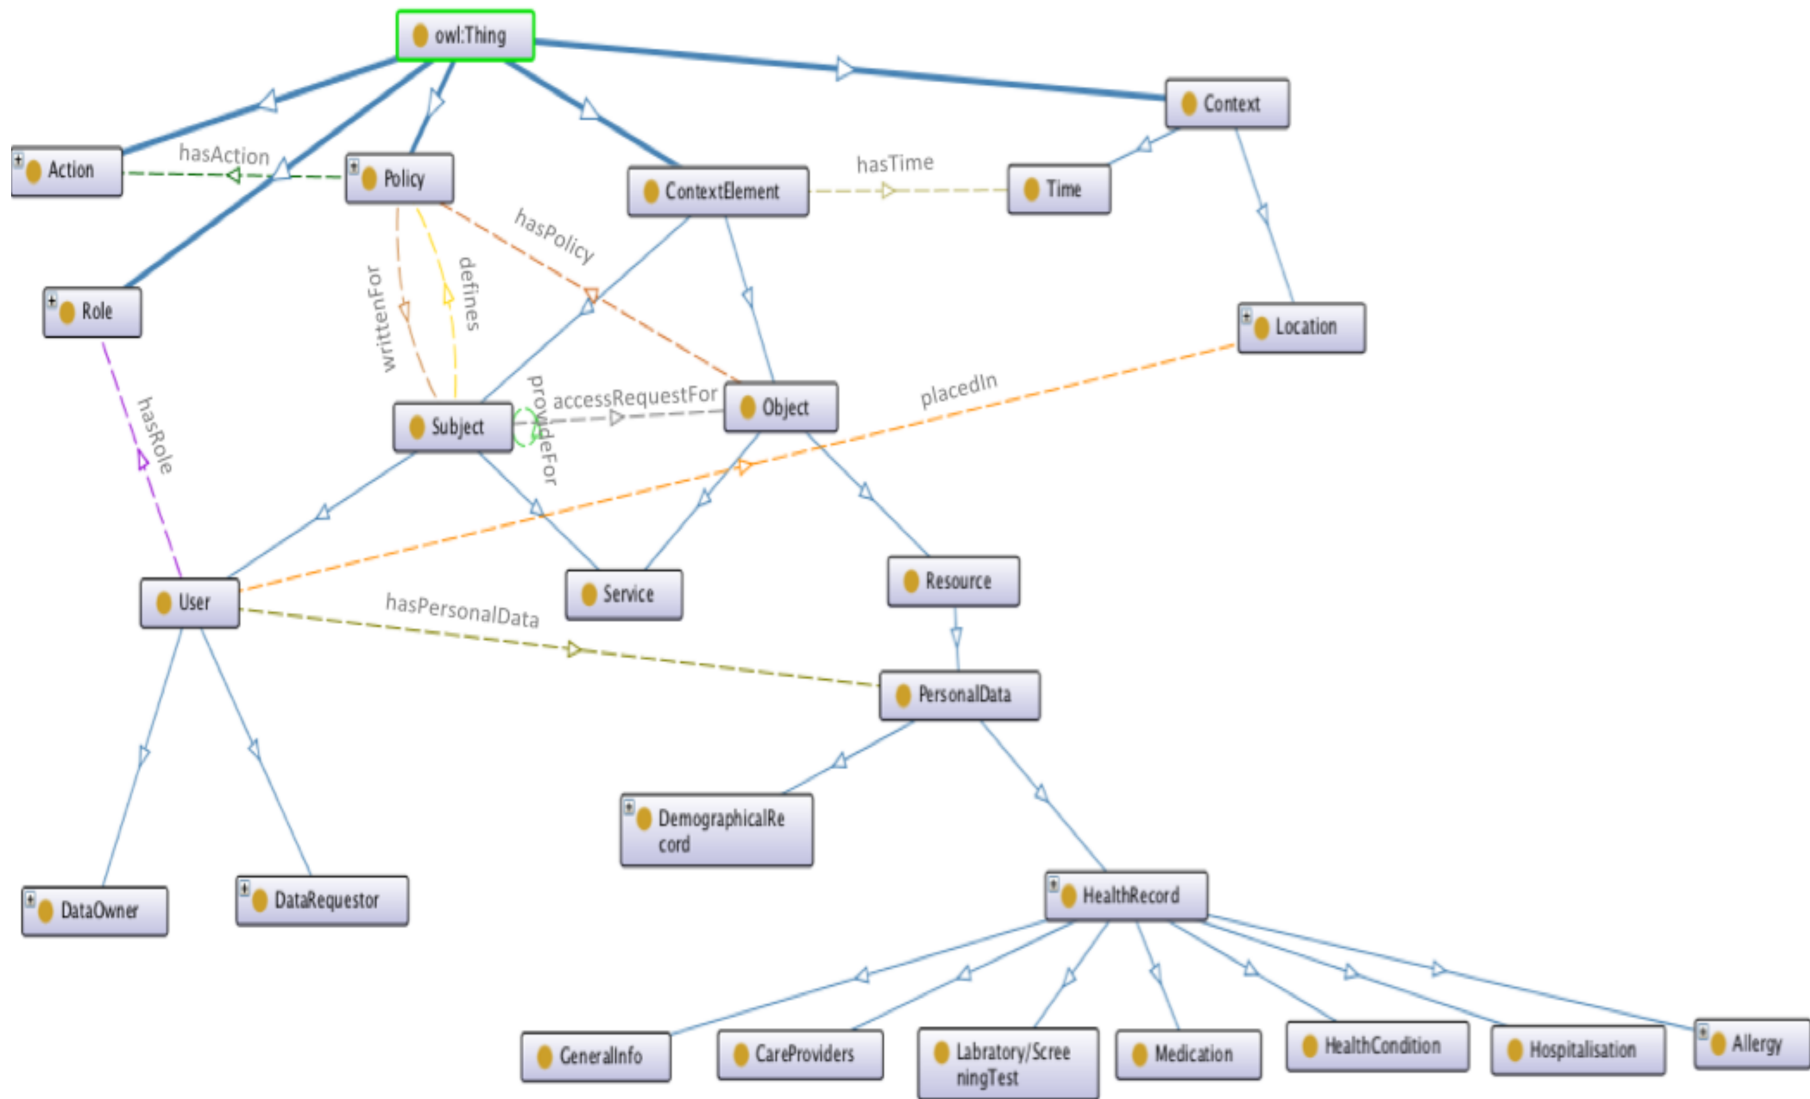 owl:Thing
Context
Action
hasAction
Policy
ContextElement
hasTime
Time
hasPolicy
writtenFor
defines
Role
Location
provideFor
accessRequestFor
placedIn
Subject
Object
hasRole
User
hasPersonalData
Service
Resource
PersonalData
DemographicalRe
cord
HealthRecord
DataOwner
DataRequestor
GeneralInfo
CareProviders
Labratory/Scree
ningTest
Medication
HealthCondition
Hospitalisation
Allergy